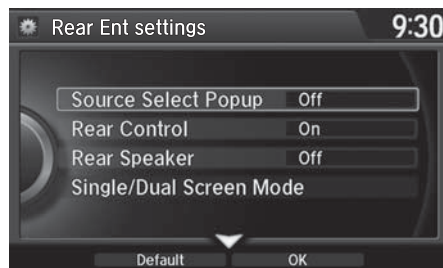 Rear Ent settings 9:30
Source Select Popup Off
Rear Control On
Rear Speaker Off
Single/Dual Screen Mode
Default OK